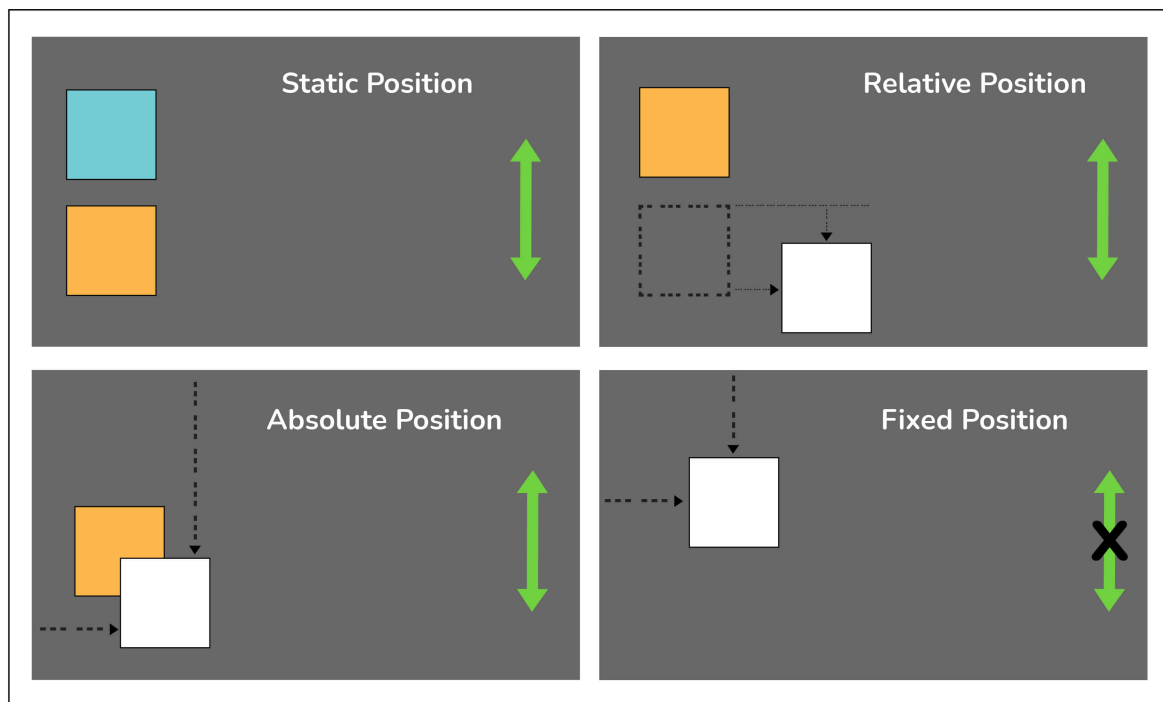 Static Position
Relative Position
Absolute Position
Fixed Position